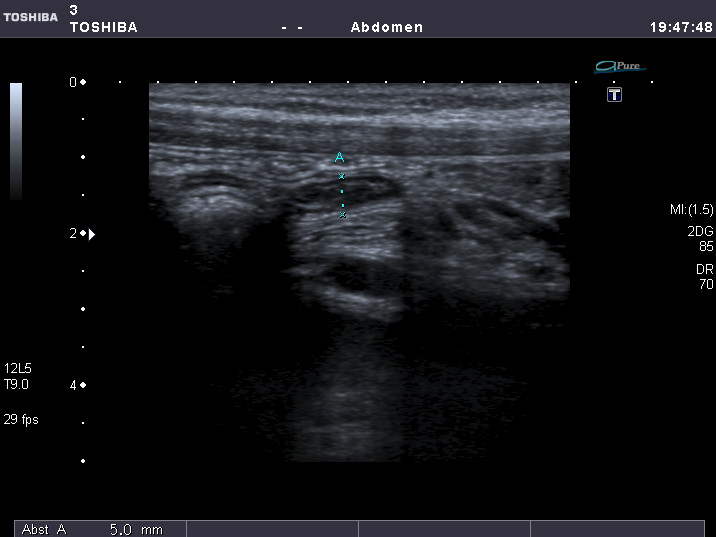 TOSHIBA
3
TOSHIBA - - Abdomen 19:47:48
aPure
T
0
A
2
4
MI:(1.5)
2DG
85
DR
70
12L5
T9.0
29 fps
Abst A 5.0 mm